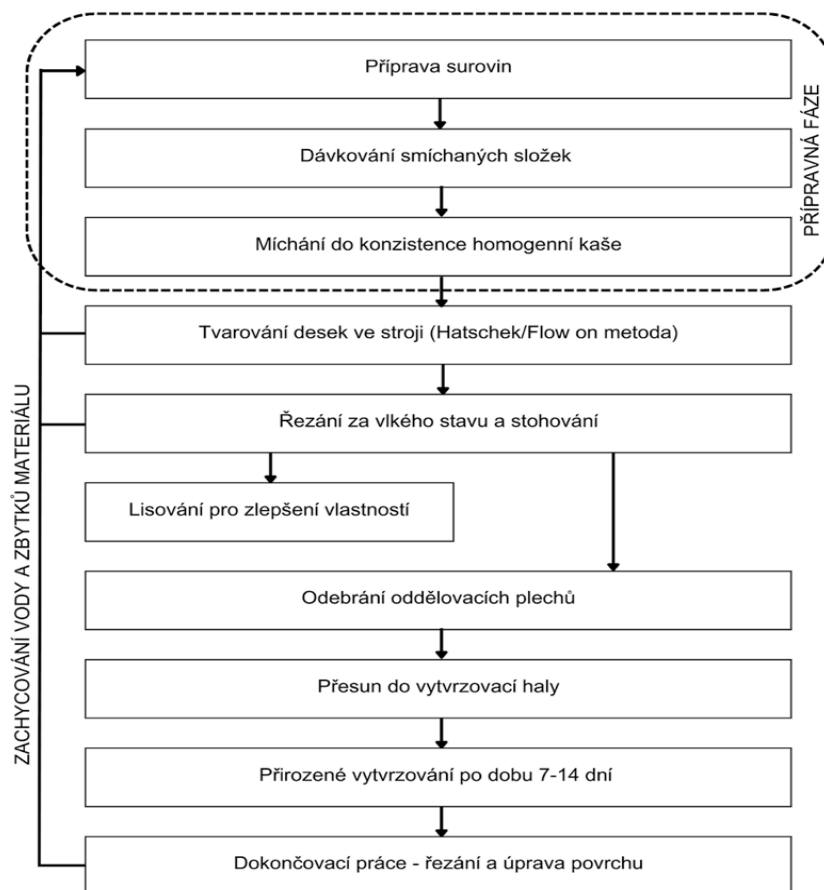 Příprava surovin
Dávkování smíchaných složek
Míchání do konzistence homogenní kaše
PŘÍPRAVNÁ FÁZE
Tvarování desek ve stroji (Hatschek/Flow on metoda)
Řezání za vlkého stavu a stohování
Lisování pro zlepšení vlastností
Odebrání oddělovacích plechů
Přesun do vytvrzovací haly
Přirozené vytvrzování po dobu 7-14 dní
Dokončovací práce - řezání a úprava povrchu
ZACHYCOVÁNÍ VODY A ZBYTKŮ MATERIÁLU